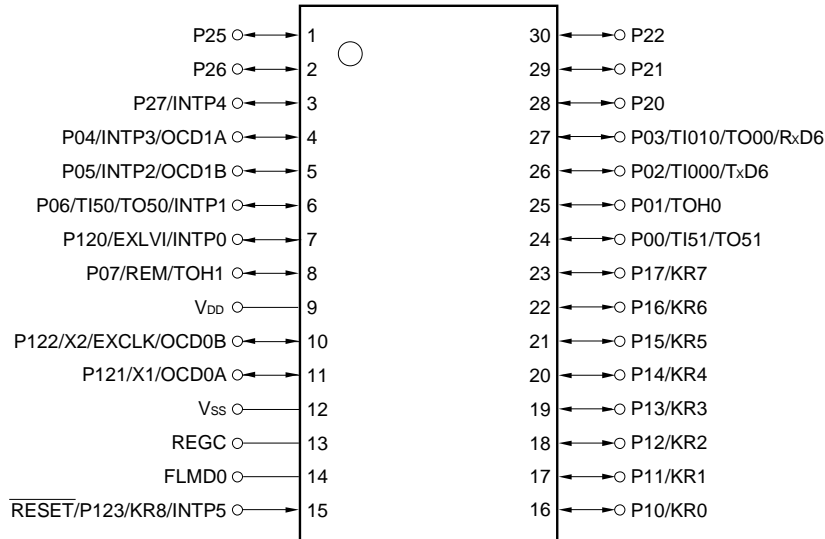 P25 1 30 P22
P26 2 29 P21
P27/INTP4 3 28 P20
P04/INTP3/OCD1A 4 27 P03/TI010/TO00/RxD6
P05/INTP2/OCD1B 5 26 P02/TI000/TxD6
P06/TI50/TO50/INTP1 6 25 P01/TOH0
P120/EXLVI/INTP0 7 24 P00/TI51/TO51
P07/REM/TOH1 8 23 P17/KR7
VDD 9 22 P16/KR6
P122/X2/EXCLK/OCD0B 10 21 P15/KR5
P121/X1/OCD0A 11 20 P14/KR4
VSS 12 19 P13/KR3
REGC 13 18 P12/KR2
FLMD0 14 17 P11/KR1
RESET/P123/KR8/INTP5 15 16 P10/KR0